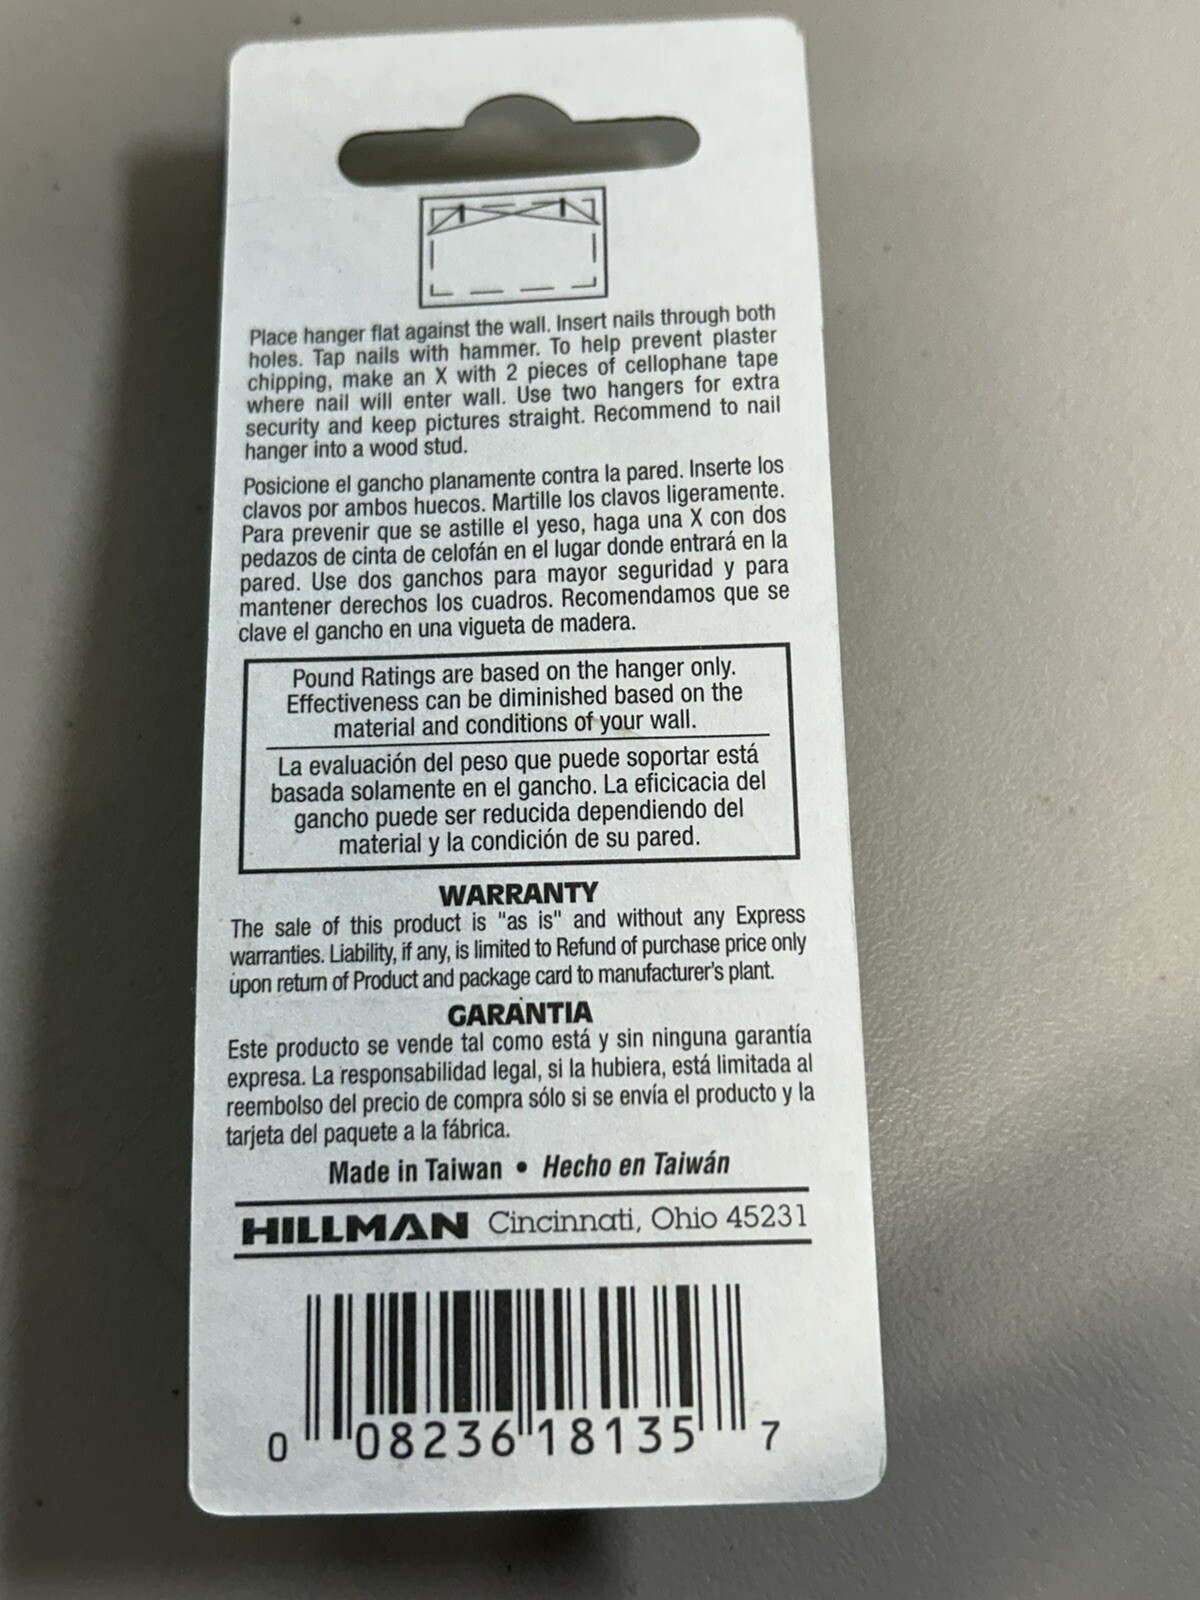 Place hanger flat against the wall. Insert nails through both
holes. Tap nails with hammer. To help prevent plaster
chipping, make an X with 2 pieces of cellophane tape
where nail will enter wall. Use two hangers for extra
security and keep pictures straight. Recommend to nail
hanger into a wood stud.
Posicione el gancho planamente contra la pared. Inserte los
clavos por ambos huecos. Martille los clavos ligeramente.
Para prevenir que se astille el yeso, haga una X con dos
pedazos de cinta de celofán en el lugar donde entrará en la
pared. Use dos ganchos para mayor seguridad y para
mantener derechos los cuadros. Recomendamos que se
clave el gancho en una vigueta de madera.
Pound Ratings are based on the hanger only.
Effectiveness can be diminished based on the
material and conditions of your wall.
La evaluación del peso que puede soportar está
basada solamente en el gancho. La eficicacia del
gancho puede ser reducida dependiendo del
material y la condición de su pared.
WARRANTY
The sale of this product is "as is" and without any Express
warranties. Liability, if any, is limited to Refund of purchase price only
upon return of Product and package card to manufacturer's plant.
GARANTIA
Este producto se vende tal como está y sin ninguna garantía
expresa. La responsabilidad legal, si la hubiera, está limitada al
reembolso del precio de compra sólo si se envía el producto y la
tarjeta del paquete a la fábrica.
Made in Taiwan • Hecho en Taiwán
HILLMAN Cincinnati, Ohio 45231
0 08236 18135 7